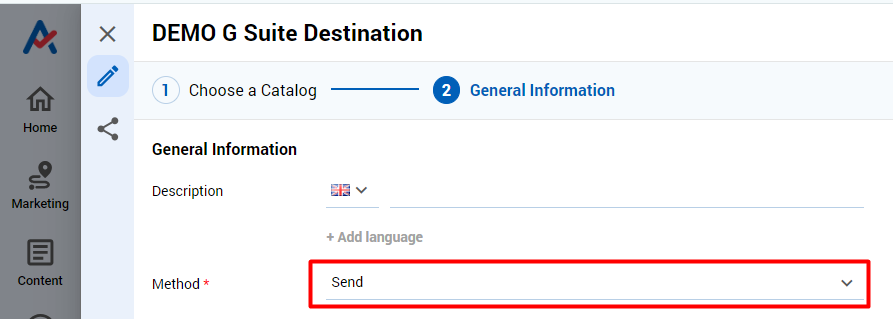 DEMO G Suite Destination
1 Choose a Catalog
2 General Information
Home
General Information
Description
Marketing
+ Add language
Content
Method *
Send